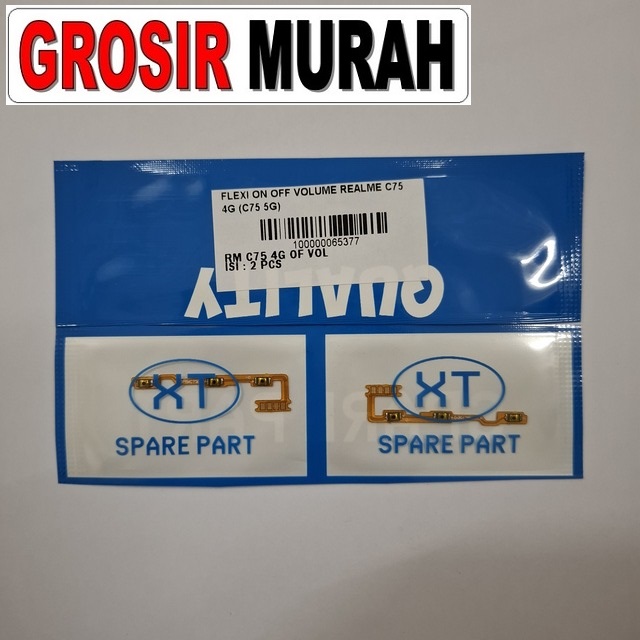 GROSIR MURAH
FLEXI ON OFF VOLUME REALME C75
4G (C75 5G)
100000065377
RM C75 4G OF VOL
ISI : 2 PCS
QUALITY
XT
SPARE PART
XT
SPARE PART